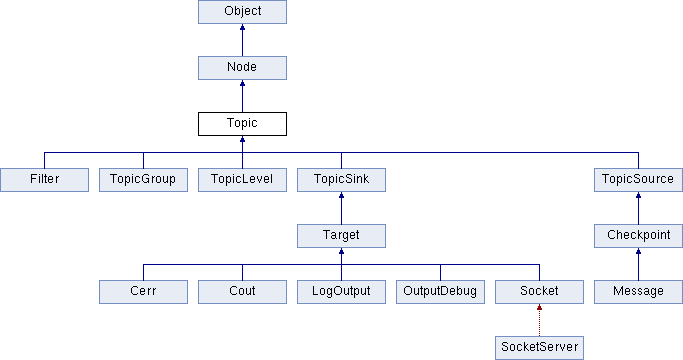 Object
Node
Topic
Filter
TopicGroup
TopicLevel
TopicSink
TopicSource
Target
Checkpoint
Cerr
Cout
LogOutput
OutputDebug
Socket
Message
SocketServer